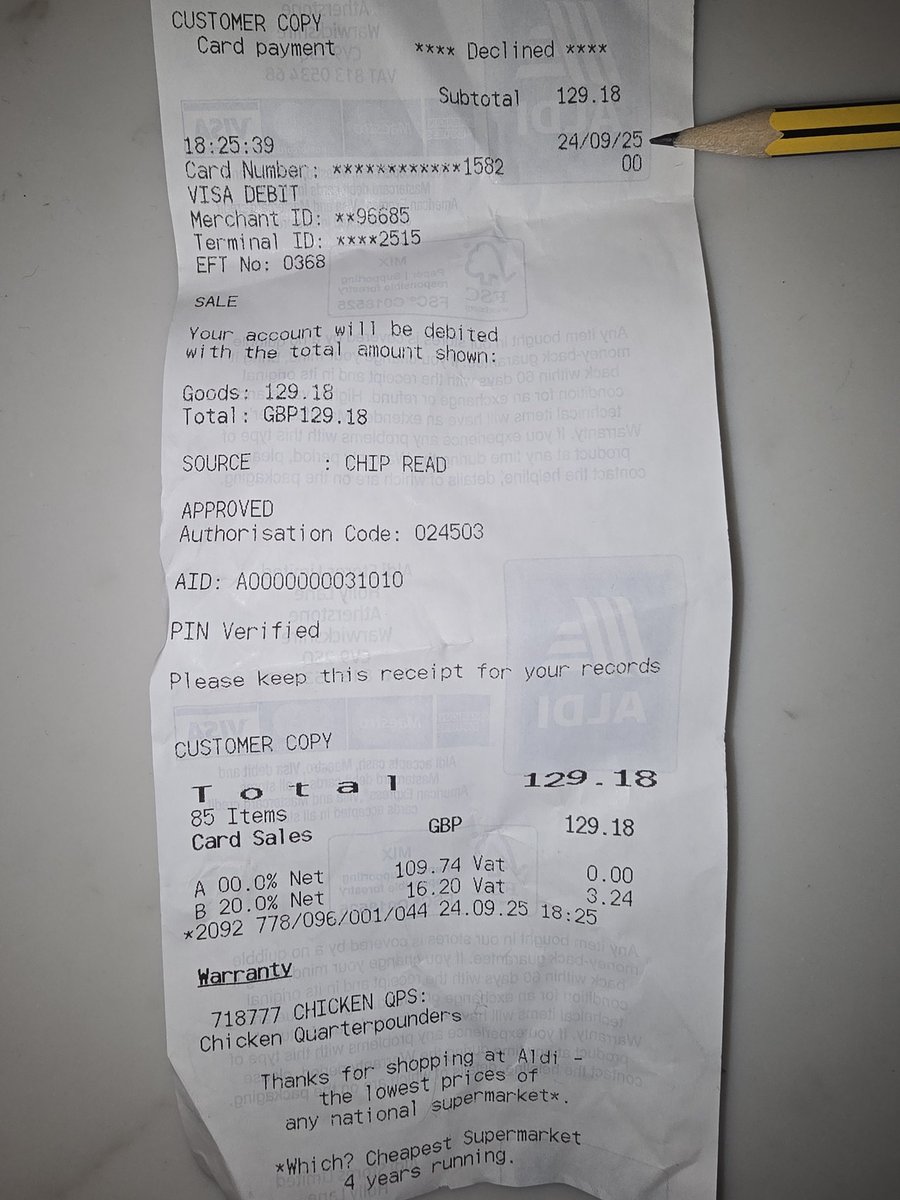 CUSTOMER COPY
Card payment **** Declined ****
Subtotal 129.18
18:25:39 24/09/25
Card Number: ************1582 00
VISA DEBIT
Merchant ID: **96685
Terminal ID: ****2515
EFT No: 0368
SALE
Your account will be debited
with the total amount shown:
Goods: 129.18
Total: GBP129.18
SOURCE : CHIP READ
APPROVED
Authorisation Code: 024503
AID: A0000000031010
PIN Verified
Please keep this receipt for your records
CUSTOMER COPY
Total 129.18
85 Items
Card Sales GBP 129.18
A 00.0% Net 109.74 Vat 0.00
B 20.0% Net 16.20 Vat 3.24
*2092 778/096/001/044 24.09.25 18:25
Warranty
718777 CHICKEN QPS:
Chicken Quarterpounders
Thanks for shopping at Aldi -
the lowest prices of
any national supermarket*.
*Which? Cheapest Supermarket
4 years running.